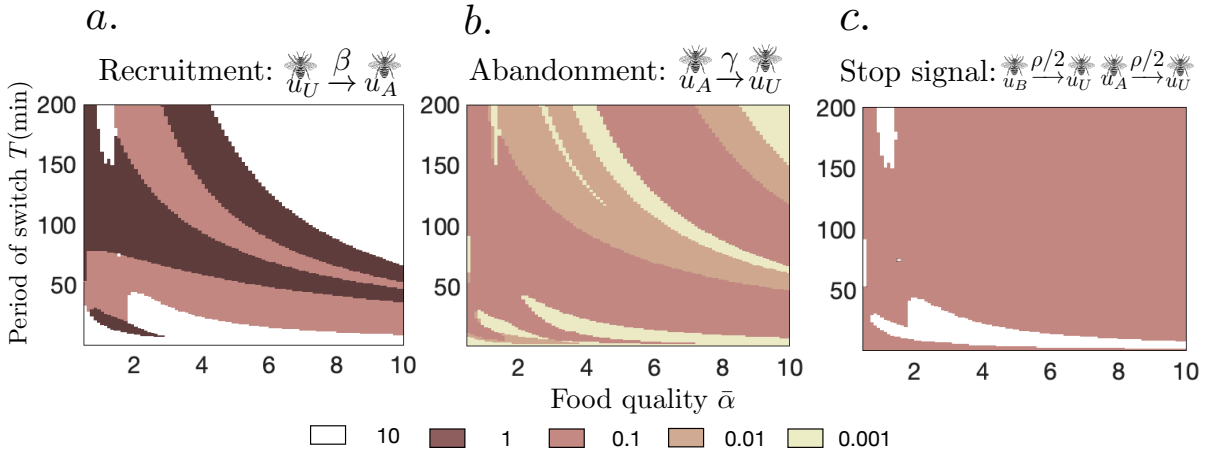 a.
Recruitment: u_U β→ u_A
b.
Abandonment: u_A γ→ u_U
c.
Stop signal: u_B ρ/2→ u_U u_A ρ/2→ u_U
Period of switch T(min)
200
150
100
50
2 4 6 8 10
200
150
100
50
2 4 6 8 10
200
150
100
50
2 4 6 8 10
Food quality ᾱ
10 1 0.1 0.01 0.001